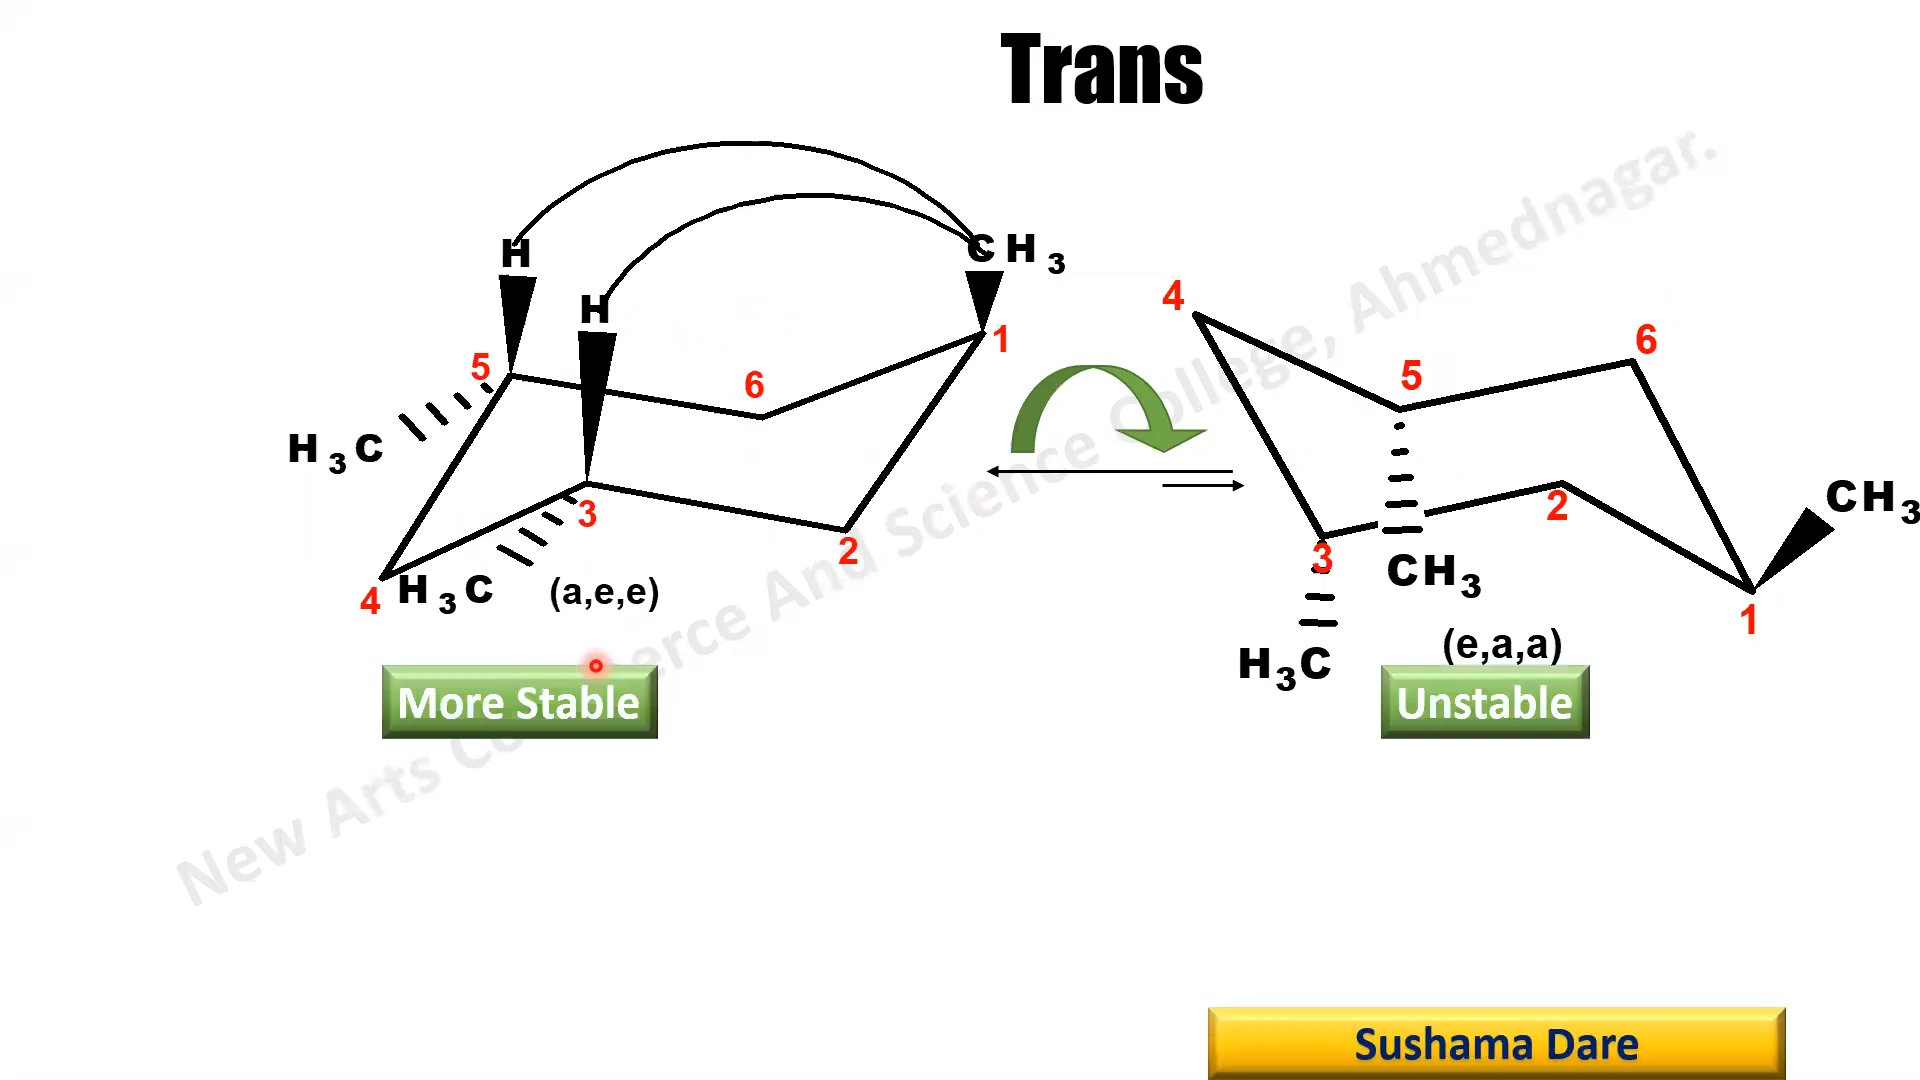 Trans
H
CH3
H
5
6
1
H3C
3
2
4
H3C
(a,e,e)
More Stable
4
6
5
2
CH3
3
CH3
1
H3C
(e,a,a)
Unstable
New Arts Commerce And Science College, Ahmednagar.
Sushama Dare